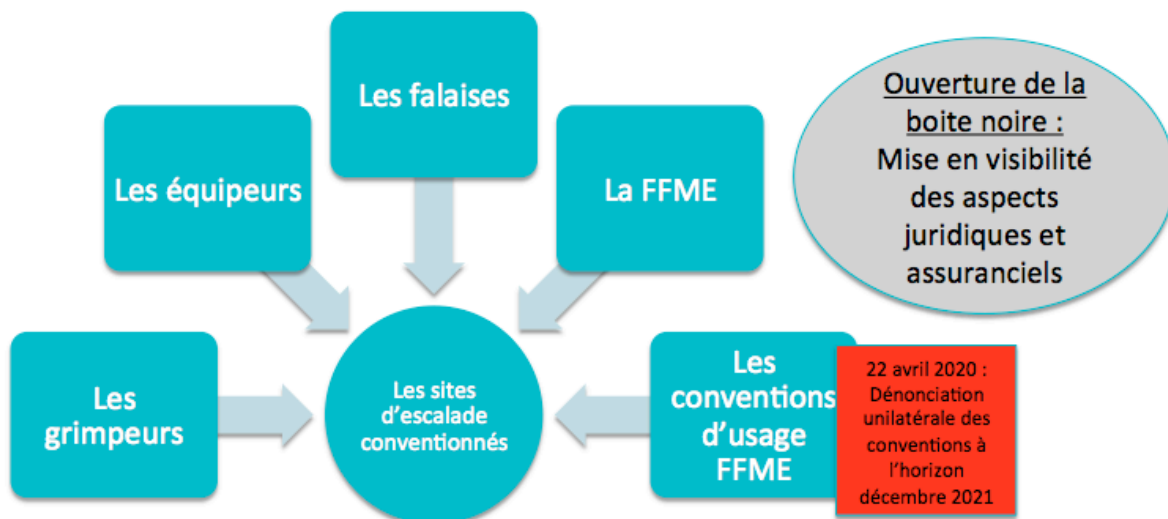 Les falaises
Les équipeurs
La FFME
Ouverture de la
boite noire :
Mise en visibilité
des aspects
juridiques et
assuranciels
Les
grimpeurs
Les sites
d'escalade
conventionnés
Les
conventions
d'usage
FFME
22 avril 2020 :
Dénonciation
unilatérale des
conventions à
l'horizon
décembre 2021